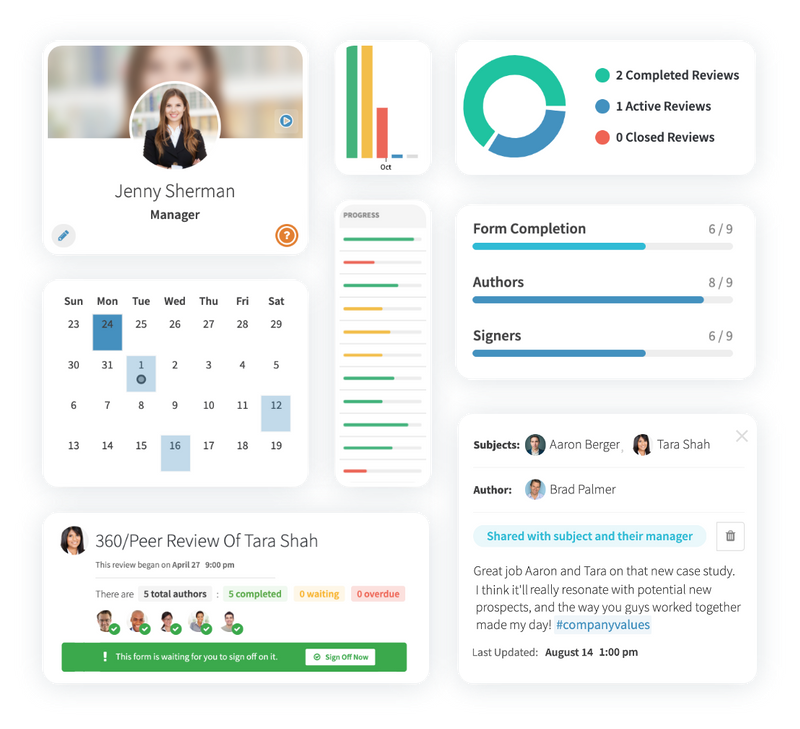 Jenny Sherman
Manager
?
Oct
2 Completed Reviews
1 Active Reviews
0 Closed Reviews
PROGRESS
Form Completion 6 / 9
Authors 8 / 9
Signers 6 / 9
Sun Mon Tue Wed Thu Fri Sat
23 24 25 26 27 28 29
30 31 1 2 3 4 5
6 7 8 9 10 11 12
13 14 15 16 17 18 19
Subjects: Aaron Berger, Tara Shah
Author: Brad Palmer
Shared with subject and their manager
Great job Aaron and Tara on that new case study.
I think it'll really resonate with potential new
prospects, and the way you guys worked together
made my day! #companyvalues
Last Updated: August 14 1:00 pm
360/Peer Review Of Tara Shah
This review began on April 27 9:00 pm
There are 5 total authors : 5 completed 0 waiting 0 overdue
! This form is waiting for you to sign off on it. Sign Off Now